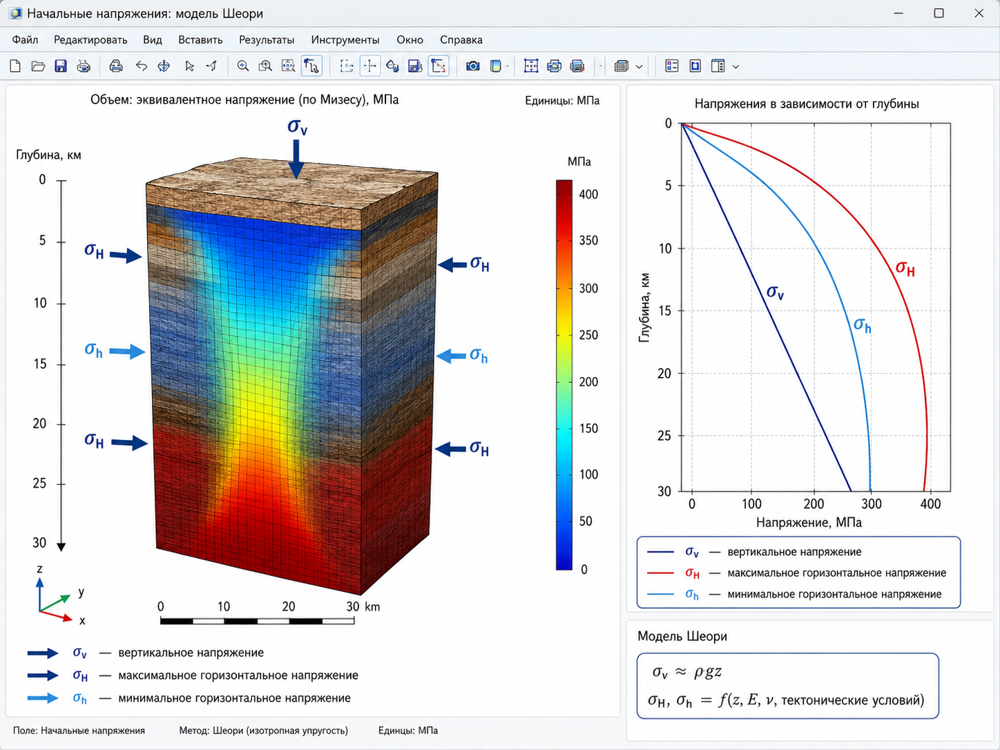 Начальные напряжения: модель Шеори
Файл Редактировать Вид Вставить Результаты Инструменты Окно Справка
Объем: эквивалентное напряжение (по Мизесу), МПа
Единицы: МПа
σv
Глубина, км
0
5
10
15
20
25
30
σH
σh
σH
σH
σh
σH
МПа
400
350
300
250
200
150
100
50
0
z
y
x
0 10 20 30 km
σv — вертикальное напряжение
σH — максимальное горизонтальное напряжение
σh — минимальное горизонтальное напряжение
Поле: Начальные напряжения Метод: Шеори (изотропная упругость) Единцы: МПа
Напряжения в зависимости от глубины
0
5
10
15
20
25
30
Глубина, км
σH
σv
σh
0 100 200 300 400
Напряжение, МПа
σv — вертикальное напряжение
σH — максимальное горизонтальное напряжение
σh — минимальное горизонтальное напряжение
Модель Шеори
σv ≈ ρgz
σH, σh = f(z, E, ν, тектонические условий)